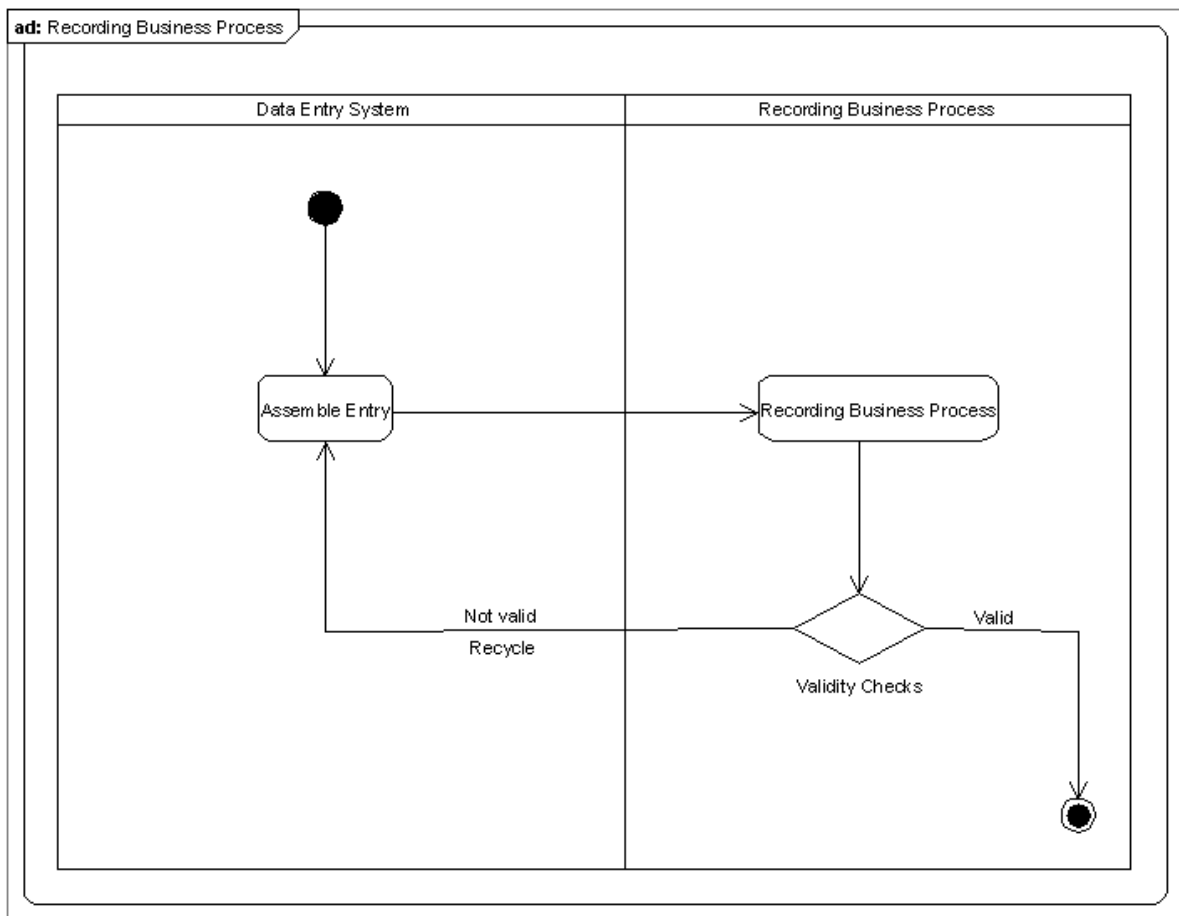 ad: Recording Business Process
Data Entry System
Recording Business Process
Assemble Entry
Recording Business Process
Not valid
Valid
Recycle
Validity Checks